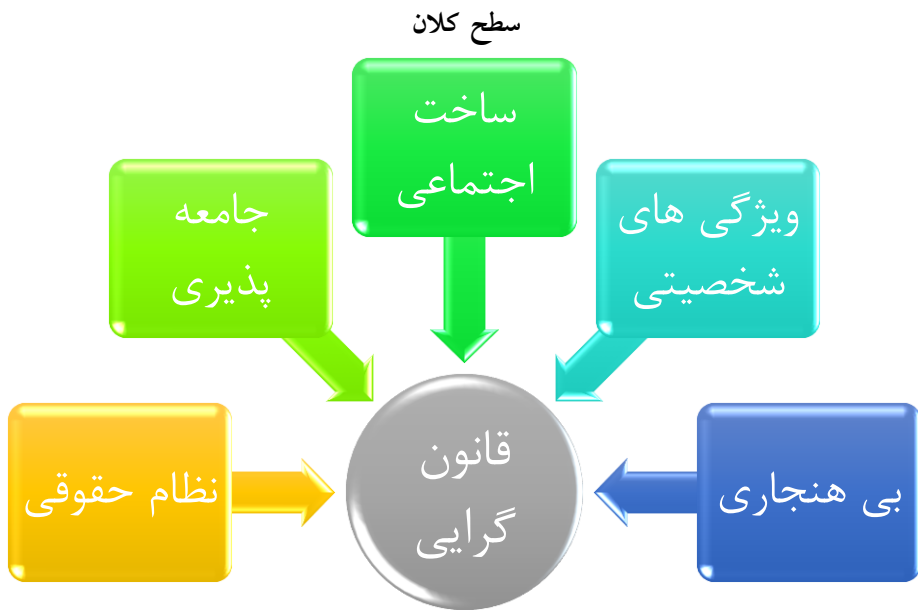 سطح کلان
ساخت
اجتماعی
ویژگی های
شخصیتی
جامعه
پذیری
بی هنجاری
قانون
گرایی
نظام حقوقی